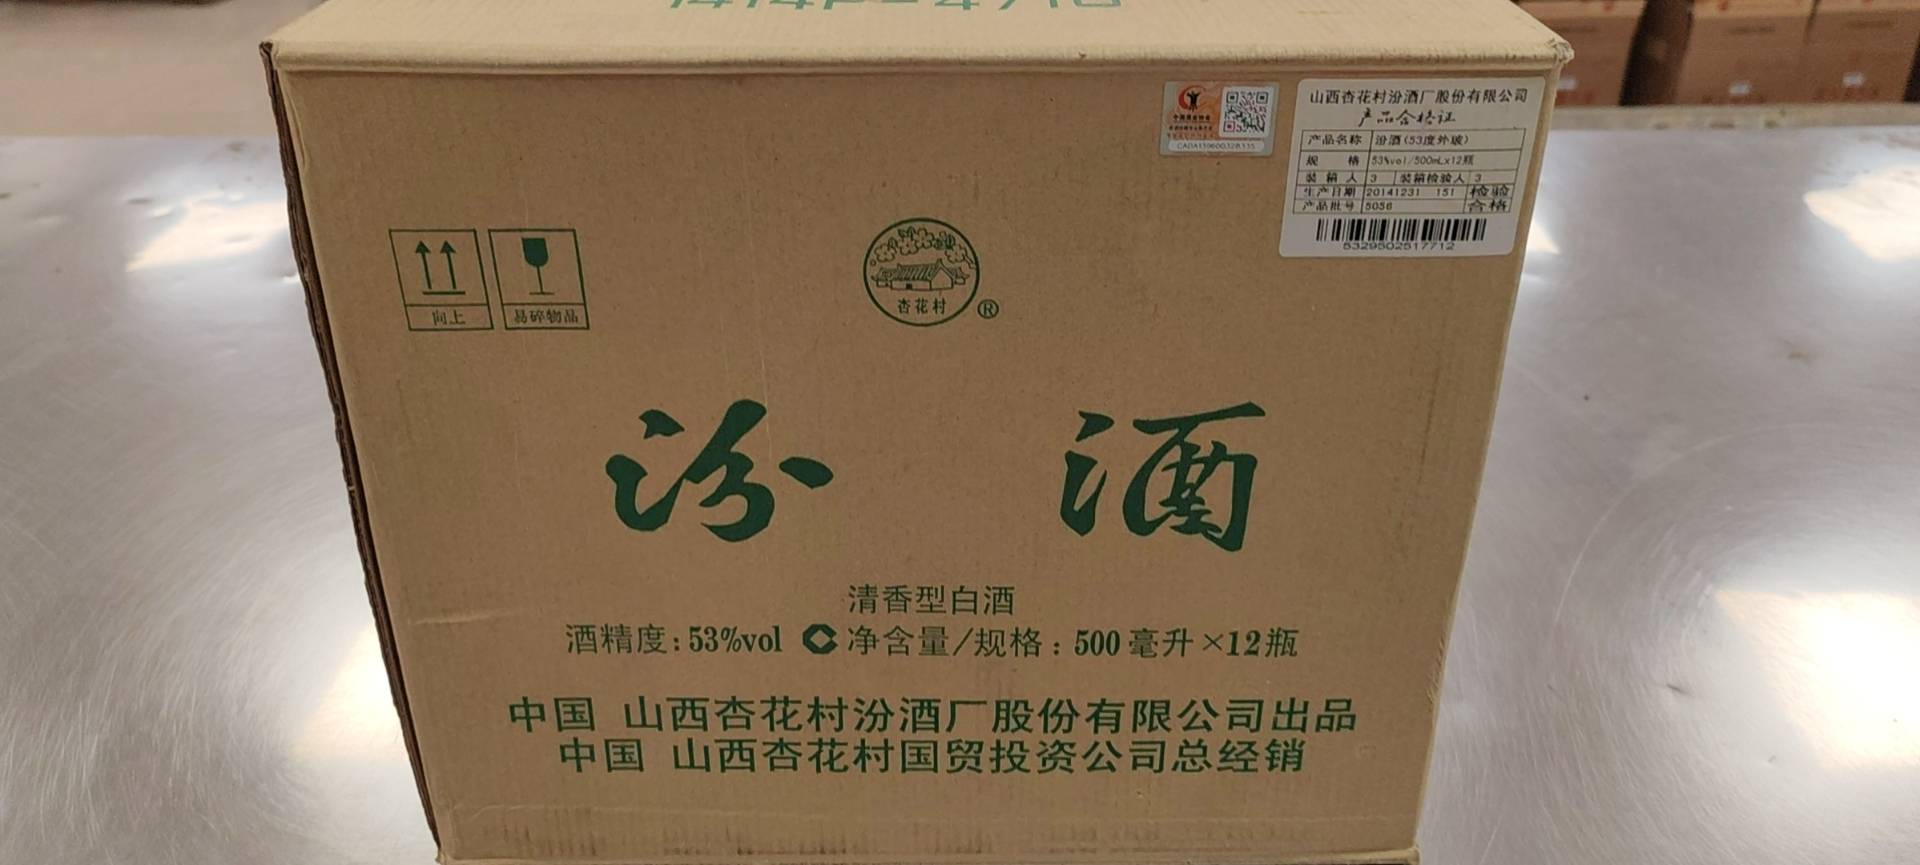 山西杏花村汾酒厂股份有限公司
产品合格证
产品名称 汾酒(53度外玻)
规 格 53%vol/500mL×12瓶
装 箱 人 3 装箱检验人 3
生产日期 20141231 151 检验
产品批号 5056 合格
5329502517712
向上
易碎物品
杏花村
®
汾 酒
清香型白酒
酒精度:53%vol 净含量/规格:500毫升×12瓶
中国 山西杏花村汾酒厂股份有限公司出品
中国 山西杏花村国贸投资公司总经销